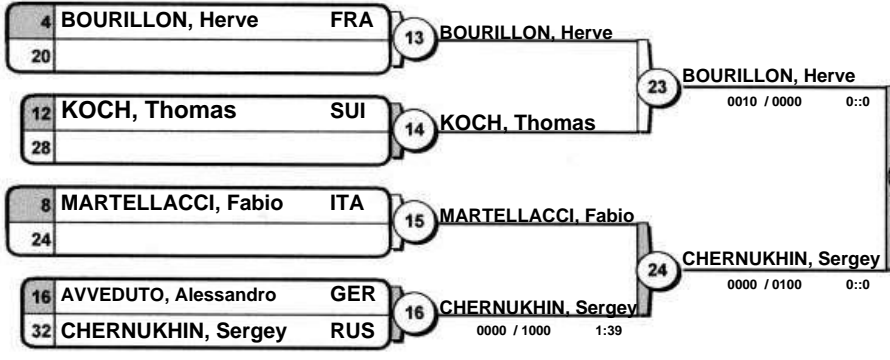 4 BOURILLON, Herve FRA
20
13 BOURILLON, Herve
12 KOCH, Thomas SUI
28
14 KOCH, Thomas
23 BOURILLON, Herve
0010 / 0000 0::0
8 MARTELLACCI, Fabio ITA
24
15 MARTELLACCI, Fabio
16 AVVEDUTO, Alessandro GER
32 CHERNUKHIN, Sergey RUS
16 CHERNUKHIN, Sergey
0000 / 1000 1:39
24 CHERNUKHIN, Sergey
0000 / 0100 0::0